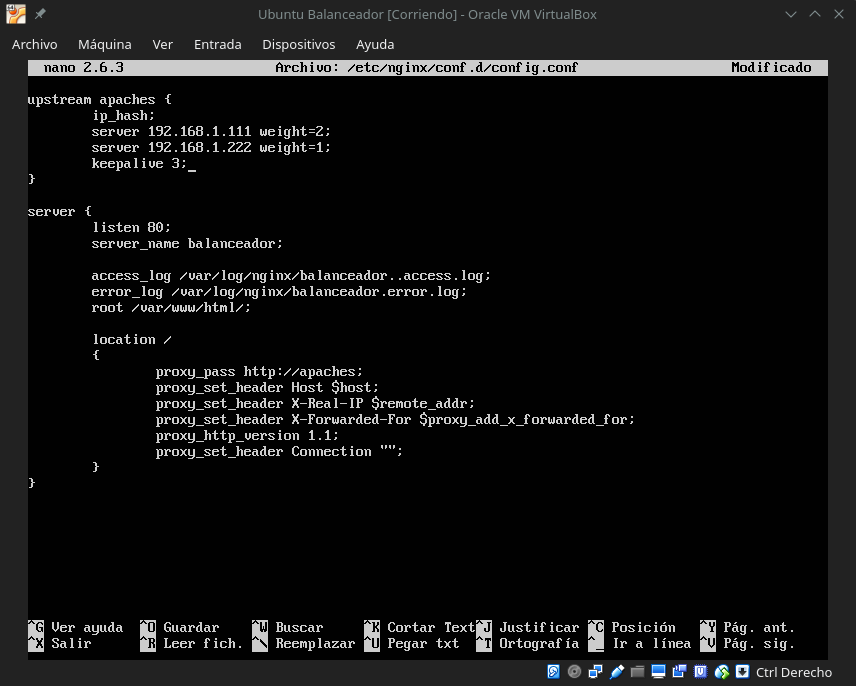 Ubuntu Balanceador [Corriendo] - Oracle VM VirtualBox
Archivo Máquina Ver Entrada Dispositivos Ayuda
nano 2.6.3 Archivo: /etc/nginx/conf.d/config.conf Modificado
upstream apaches {
ip_hash;
server 192.168.1.111 weight=2;
server 192.168.1.222 weight=1;
keepalive 3;_
}
server {
listen 80;
server_name balanceador;
access_log /var/log/nginx/balanceador..access.log;
error_log /var/log/nginx/balanceador.error.log;
root /var/www/html/;
location /
{
proxy_pass http://apaches;
proxy_set_header Host $host;
proxy_set_header X-Real-IP $remote_addr;
proxy_set_header X-Forwarded-For $proxy_add_x_forwarded_for;
proxy_http_version 1.1;
proxy_set_header Connection "";
}
}
^G Ver ayuda ^O Guardar ^W Buscar ^K Cortar Text ^J Justificar ^C Posición ^Y Pág. ant.
^X Salir ^R Leer fich. ^\ Reemplazar ^U Pegar txt ^T Ortografía ^_ Ir a línea ^V Pág. sig.
Ctrl Derecho